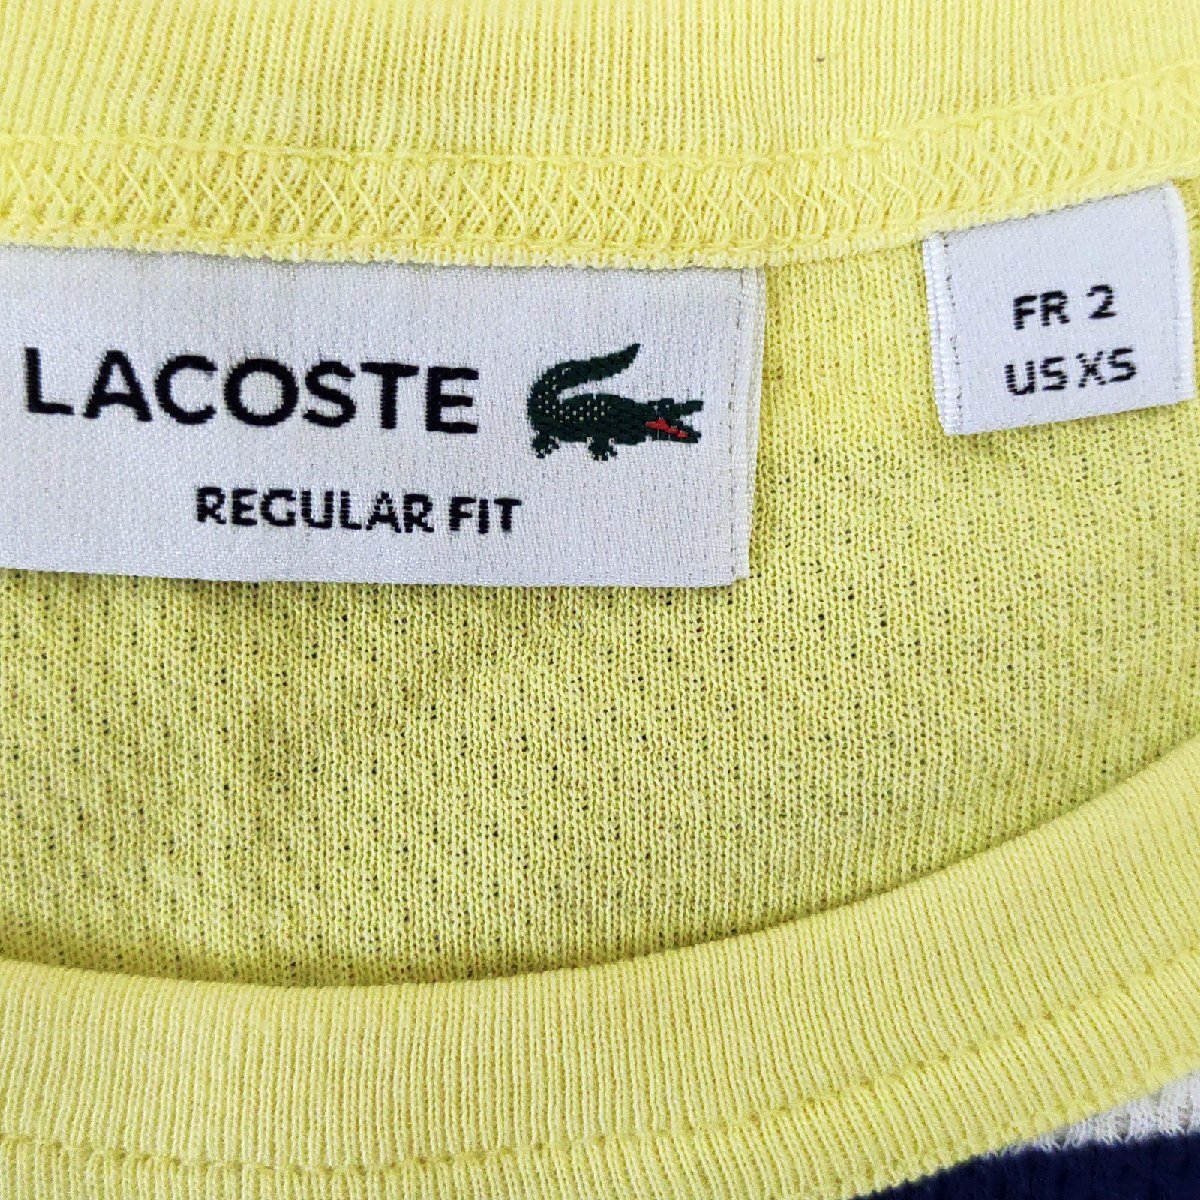 LACOSTE
REGULAR FIT
FR 2
US XS